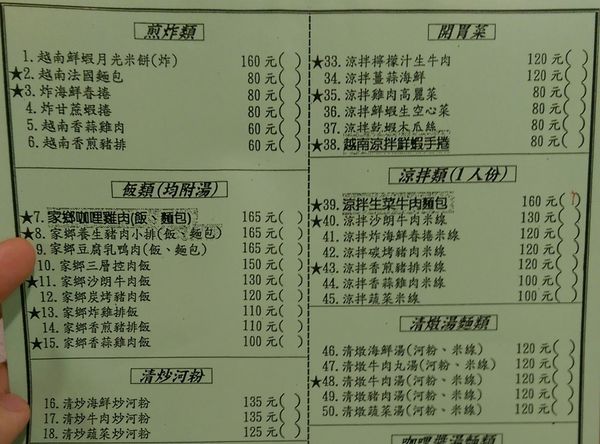 煎炸類
1. 越南鮮蝦月光米餅(炸) 160元( )
★2. 越南法國麵包 80元( )
★3. 炸海鮮春捲 80元( )
4. 炸甘蔗蝦捲 80元( )
5. 越南香蒜雞肉 60元( )
6. 越南香煎豬排 60元( )
飯類(均附湯)
★7. 家鄉咖哩雞肉(飯、麵包) 165元( )
★8. 家鄉養生豬肉小排(飯、麵包) 165元( )
9. 家鄉豆腐乳鴨肉(飯、麵包) 165元( )
10. 家鄉三層控肉飯 150元( )
★11. 家鄉沙朗牛肉飯 130元( )
12. 家鄉炭烤豬肉飯 120元( )
★13. 家鄉炸雞排飯 110元( )
14. 家鄉香煎豬排飯 110元( )
★15. 家鄉香蒜雞肉飯 100元( )
清炒河粉
16. 清炒海鮮炒河粉 135元( )
17. 清炒牛肉炒河粉 135元( )
18. 清炒蔬菜炒河粉 125元( )
開胃菜
★33. 涼拌檸檬汁生牛肉 120元( )
34. 涼拌薑蒜海鮮 120元( )
★35. 涼拌雞肉高麗菜 80元( )
36. 涼拌鮮蝦生空心菜 80元( )
37. 涼拌乾蝦木瓜絲 80元( )
★38. 越南涼拌鮮蝦手捲 80元( )
涼拌類(1人份)
★39. 涼拌生菜牛肉麵包 160元( )
★40. 涼拌沙朗牛肉米線 130元( )
41. 涼拌炸海鮮春捲米線 120元( )
42. 涼拌碳烤豬肉米線 120元( )
★43. 涼拌香煎豬排米線 120元( )
44. 涼拌香蒜雞肉米線 100元( )
45. 涼拌蔬菜米線 100元( )
清燉湯麵類
46. 清燉海鮮湯(河粉、米線) 120元( )
47. 清燉牛肉丸湯(河粉、米線) 120元( )
★48. 清燉牛肉湯(河粉、米線) 120元( )
49. 清燉豬肉湯(河粉、米線) 120元( )
50. 清燉蔬菜湯(河粉、米線) 120元( )